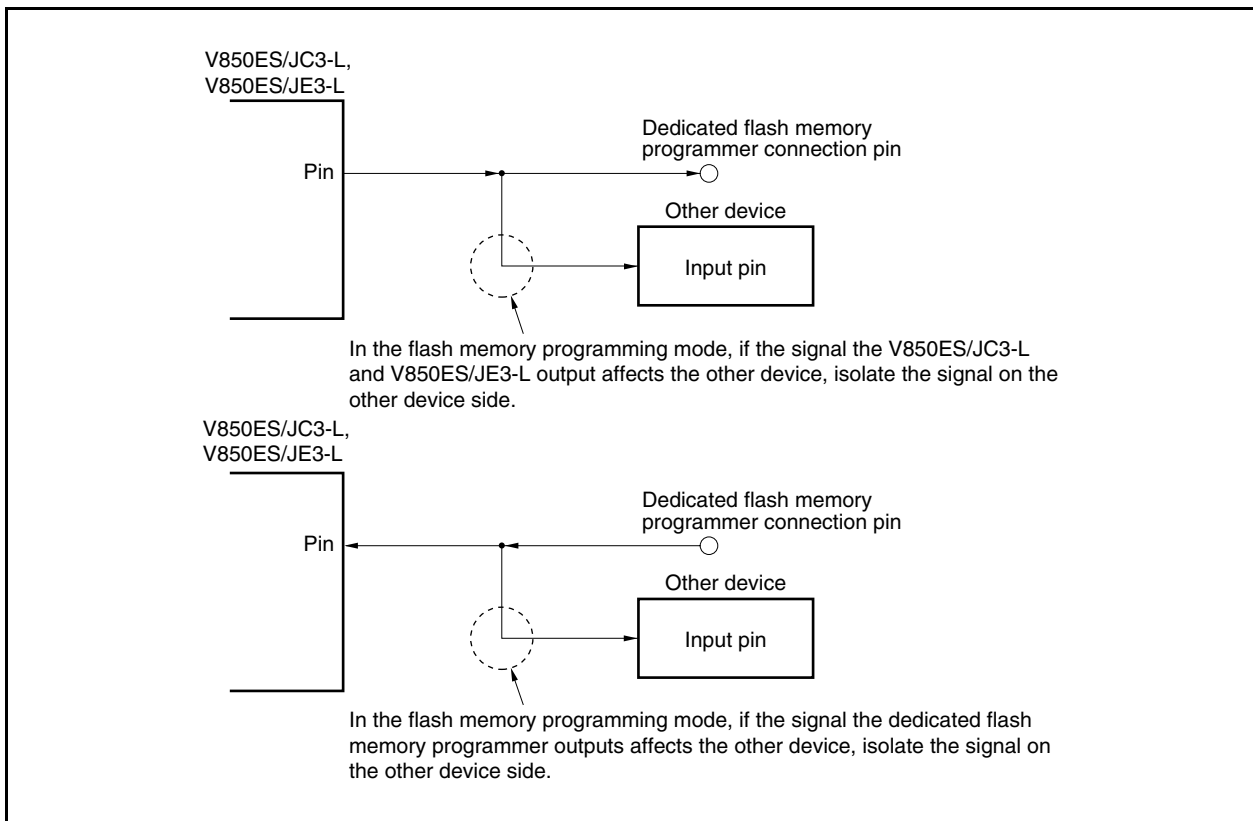 V850ES/JC3-L,
V850ES/JE3-L
Pin
Dedicated flash memory
programmer connection pin
Other device
Input pin
In the flash memory programming mode, if the signal the V850ES/JC3-L
and V850ES/JE3-L output affects the other device, isolate the signal on the
other device side.
V850ES/JC3-L,
V850ES/JE3-L
Pin
Dedicated flash memory
programmer connection pin
Other device
Input pin
In the flash memory programming mode, if the signal the dedicated flash
memory programmer outputs affects the other device, isolate the signal on
the other device side.